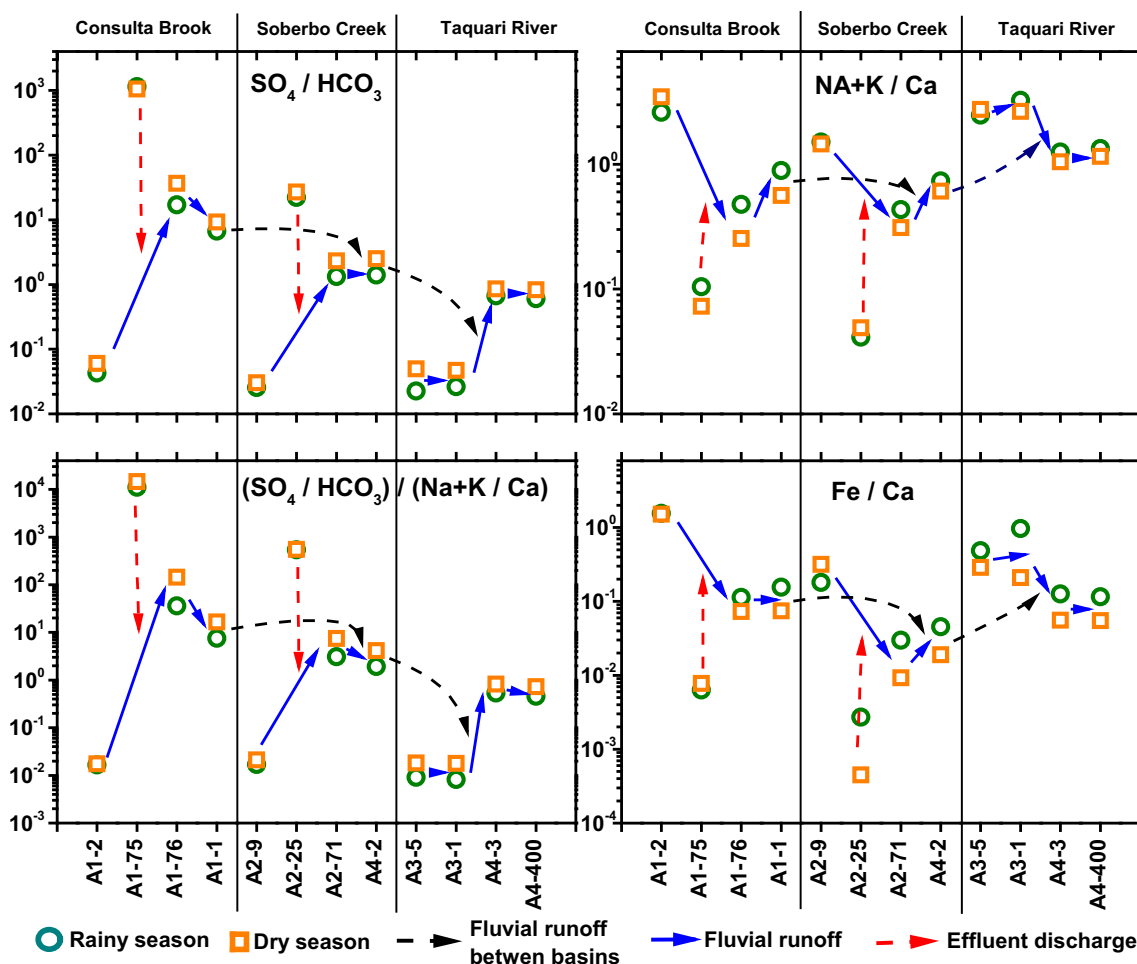 Consulta Brook Soberbo Creek Taquari River
SO4 / HCO3
10^3
10^2
10^1
10^0
10^-1
10^-2
Consulta Brook Soberbo Creek Taquari River
NA+K / Ca
10^0
10^-1
10^-2
(SO4 / HCO3) / (Na+K / Ca)
10^4
10^3
10^2
10^1
10^0
10^-1
10^-2
10^-3
A1-2 A1-75 A1-76 A1-1 A2-9 A2-25 A2-71 A4-2 A3-5 A3-1 A4-3 A4-400
Fe / Ca
10^0
10^-1
10^-2
10^-3
10^-4
A1-2 A1-75 A1-76 A1-1 A2-9 A2-25 A2-71 A4-2 A3-5 A3-1 A4-3 A4-400
Rainy season
Dry season
Fluvial runoff
betwen basins
Fluvial runoff
Effluent discharge